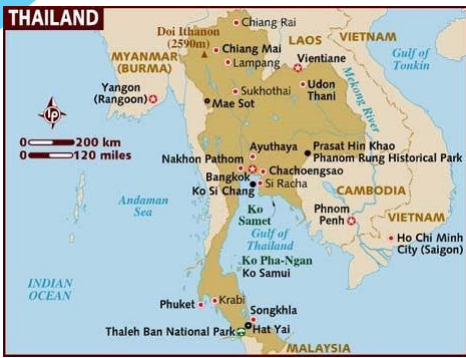 THAILAND
Chiang Rai
Doi Ithanon
(2590m)
LAOS
VIETNAM
MYANMAR
(BURMA)
Chiang Mai
Gulf of
Tonkin
Lampang
Vientiane
Yangon
(Rangoon)
Sukhothai
Udon
Thani
Mekong River
Mae Sot
UP
0 200 km
0 120 miles
Ayuthaya
Prasat Hin Khao
Phanom Rung Historical Park
Nakhon Pathom
Bangkok
Chachoengsao
Ko Si Chang
Si Racha
CAMBODIA
Andaman
Sea
Ko
Samet
Phnom
Penh
VIETNAM
Gulf of
Thailand
Ho Chi Minh
City (Saigon)
Ko Pha-Ngan
Ko Samui
INDIAN
OCEAN
Phuket
Krabi
Songkhla
Thaleh Ban National Park
Hat Yai
MALAYSIA